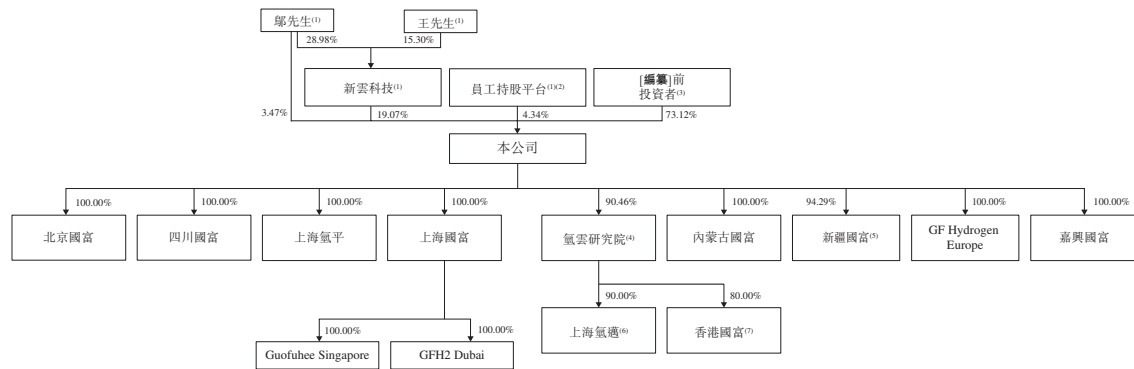 鄔先生(1)
王先生(1)
28.98%
15.30%
新雲科技(1)
員工持股平台(1)(2)
[編纂]前
投資者(3)
3.47%
19.07%
4.34%
73.12%
本公司
100.00%
100.00%
100.00%
100.00%
90.46%
100.00%
94.29%
100.00%
100.00%
北京國富
四川國富
上海氫平
上海國富
氫雲研究院(4)
內蒙古國富
新疆國富(5)
GF Hydrogen
Europe
嘉興國富
90.00%
80.00%
上海氫邁(6)
香港國富(7)
100.00%
100.00%
Guofuhee Singapore
GFH2 Dubai